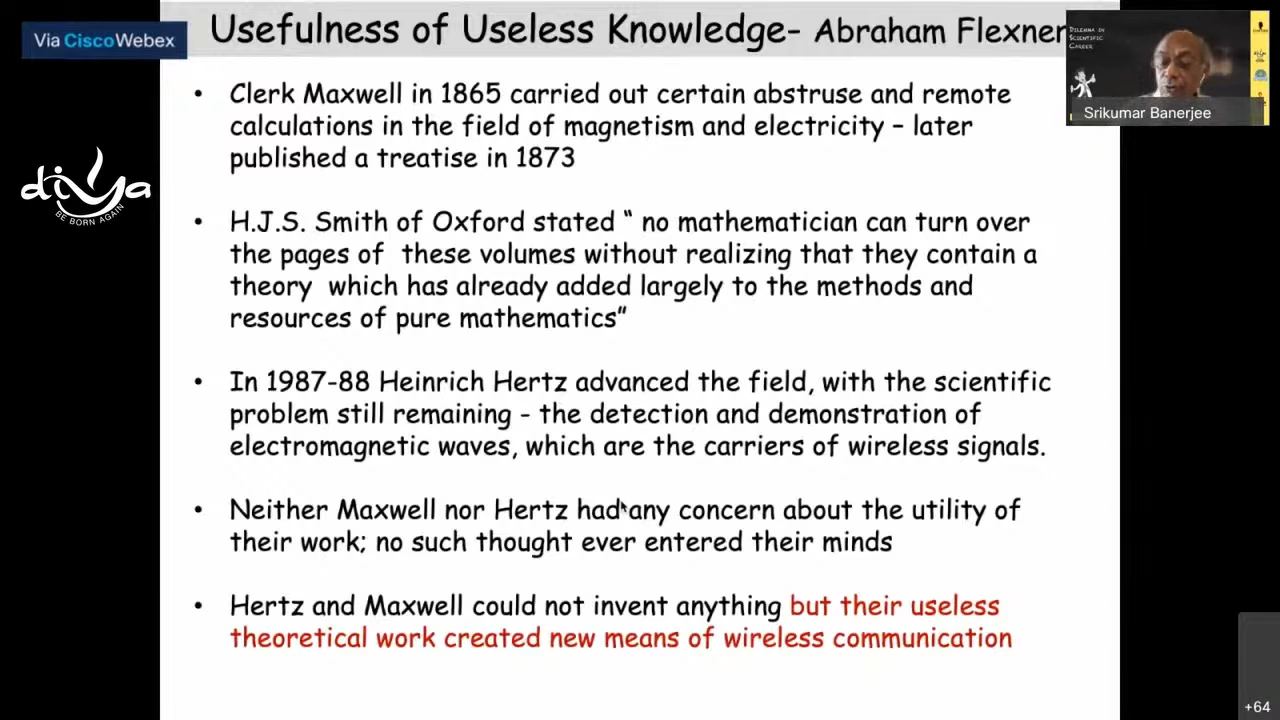 Via Cisco Webex
Usefulness of Useless Knowledge- Abraham Flexner
DILEMMA IN
SCIENTIFIC
CAREER
Srikumar Banerjee
diya
BE BORN AGAIN
• Clerk Maxwell in 1865 carried out certain abstruse and remote
calculations in the field of magnetism and electricity – later
published a treatise in 1873
• H.J.S. Smith of Oxford stated “ no mathematician can turn over
the pages of these volumes without realizing that they contain a
theory which has already added largely to the methods and
resources of pure mathematics”
• In 1987-88 Heinrich Hertz advanced the field, with the scientific
problem still remaining - the detection and demonstration of
electromagnetic waves, which are the carriers of wireless signals.
• Neither Maxwell nor Hertz had any concern about the utility of
their work; no such thought ever entered their minds
• Hertz and Maxwell could not invent anything but their useless
theoretical work created new means of wireless communication
+64